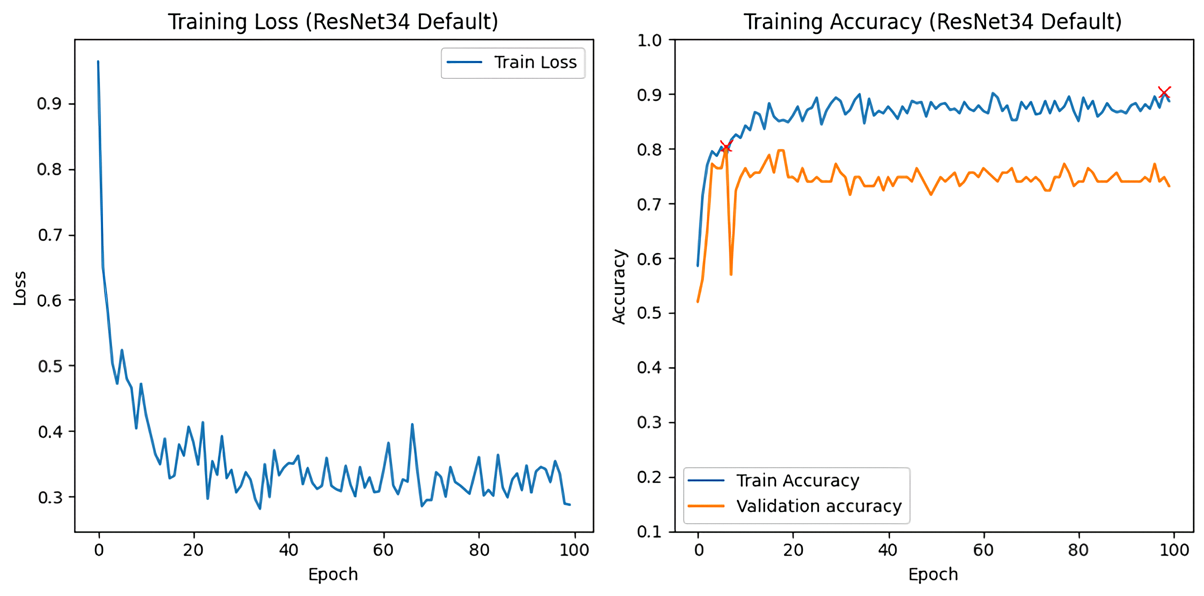 Training Loss (ResNet34 Default)
Train Loss
Loss
0.9
0.8
0.7
0.6
0.5
0.4
0.3
0 20 40 60 80 100
Epoch
Training Accuracy (ResNet34 Default)
Accuracy
1.0
0.9
0.8
0.7
0.6
0.5
0.4
0.3
0.2
0.1
Train Accuracy
Validation accuracy
0 20 40 60 80 100
Epoch